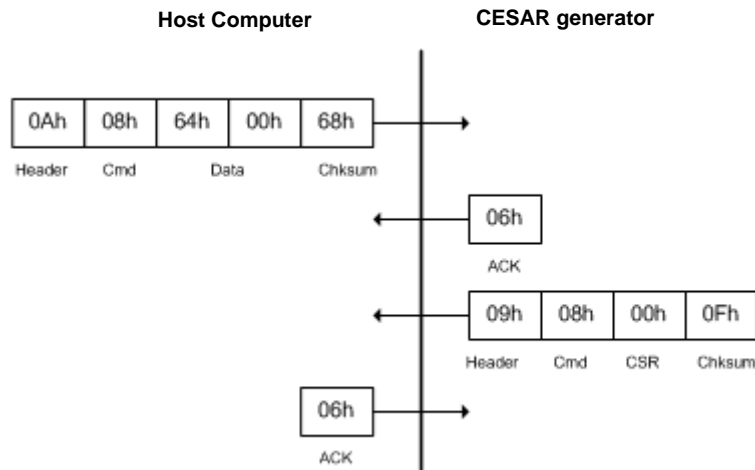 Host Computer CESAR generator
0Ah 08h 64h 00h 68h
Header Cmd Data Chksum
06h
ACK
09h 08h 00h 0Fh
Header Cmd CSR Chksum
06h
ACK